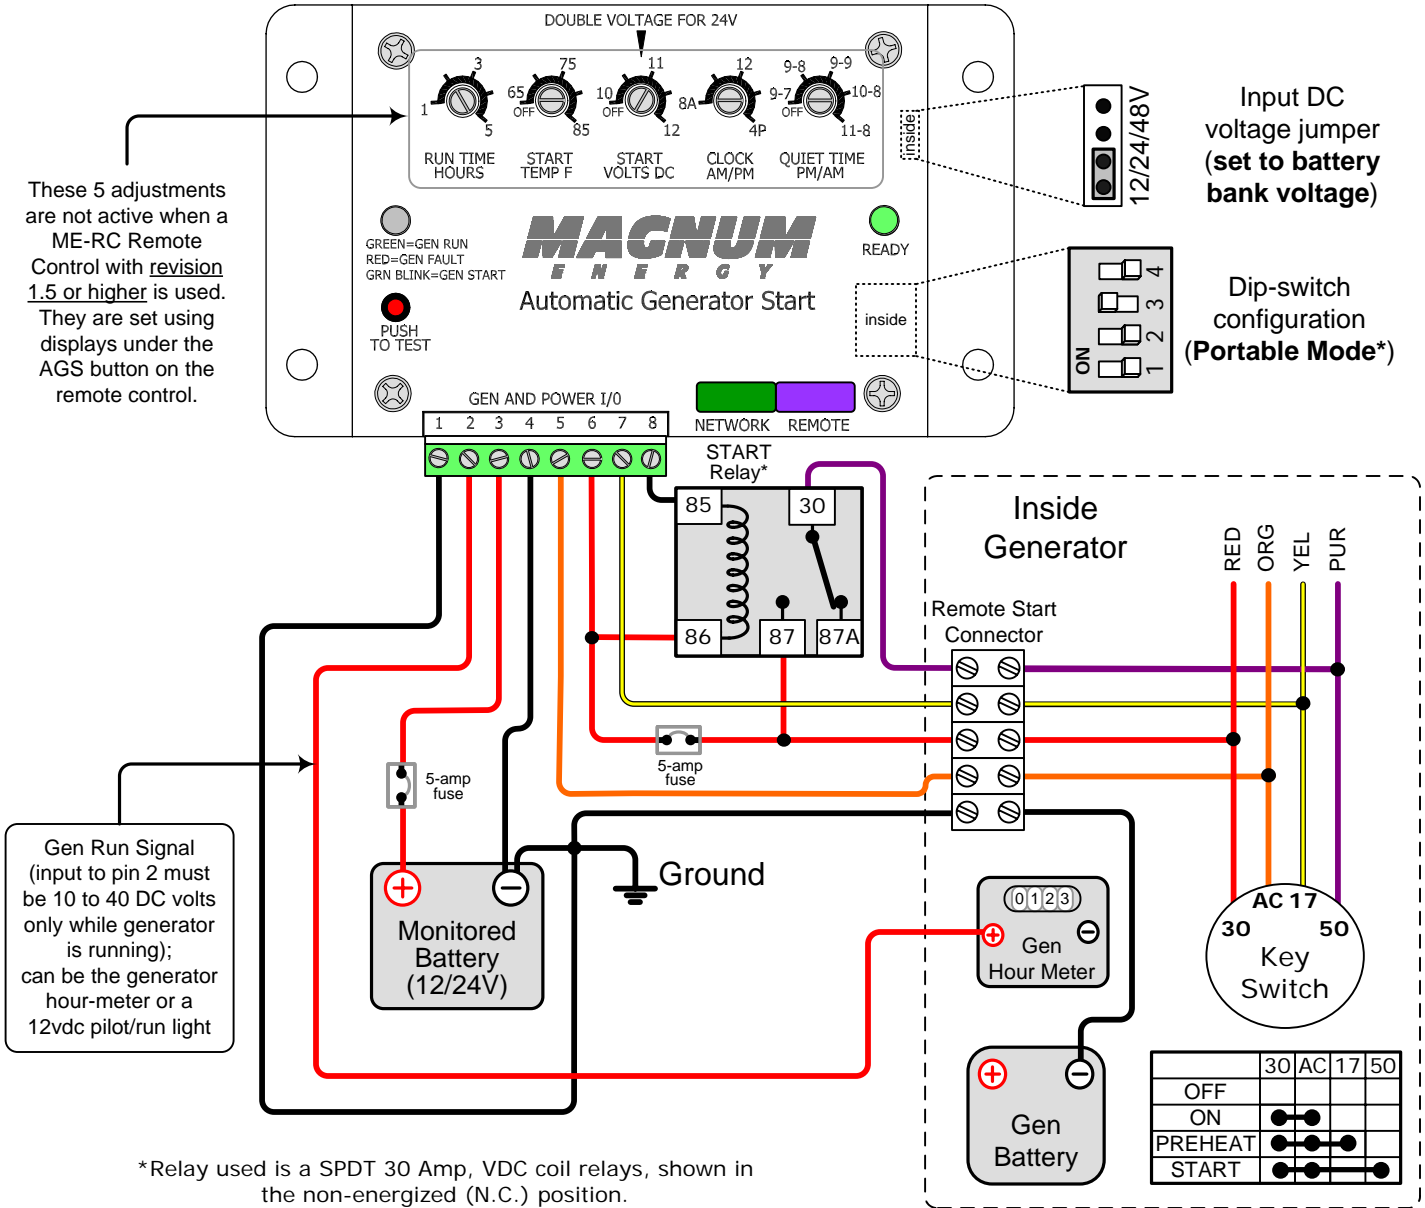 DOUBLE VOLTAGE FOR 24V
1
3
5
RUN TIME
HOURS
65
75
OFF
85
START
TEMP F
10
11
OFF
12
START
VOLTS DC
8A
12
4P
CLOCK
AM/PM
9-8
9-9
9-7
10-8
OFF
11-8
QUIET TIME
PM/AM
inside
12/24/48V
Input DC
voltage jumper
(set to battery
bank voltage)
These 5 adjustments
are not active when a
ME-RC Remote
Control with revision
1.5 or higher is used.
They are set using
displays under the
AGS button on the
remote control.
GREEN=GEN RUN
RED=GEN FAULT
GRN BLINK=GEN START
PUSH
TO TEST
MAGNUM
ENERGY
Automatic Generator Start
READY
inside
ON
1
2
3
4
Dip-switch
configuration
(Portable Mode*)
GEN AND POWER I/0
1 2 3 4 5 6 7 8
NETWORK
REMOTE
START
Relay*
85
30
86
87
87A
Inside
Generator
RED
ORG
YEL
PUR
Remote Start
Connector
5-amp
fuse
5-amp
fuse
Gen Run Signal
(input to pin 2 must
be 10 to 40 DC volts
only while generator
is running);
can be the generator
hour-meter or a
12vdc pilot/run light
+
−
Monitored
Battery
(12/24V)
Ground
0123
+
−
Gen
Hour Meter
AC 17
30
50
Key
Switch
+
−
Gen
Battery
30 AC 17 50
OFF
ON
PREHEAT
START
*Relay used is a SPDT 30 Amp, VDC coil relays, shown in
the non-energized (N.C.) position.